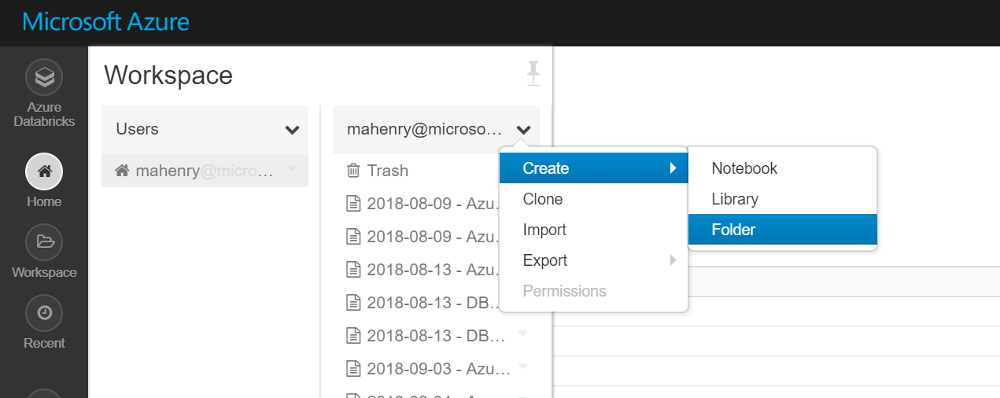 Microsoft Azure
Azure
Databricks
Home
Workspace
Recent
Workspace
Users
mahenry@micro…
mahenry@microso…
Trash
2018-08-09 - Azu…
2018-08-09 - Azu…
2018-08-13 - Azu…
2018-08-13 - DB…
2018-08-13 - DB…
2018-09-03 - Azu…
Create
Clone
Import
Export
Permissions
Notebook
Library
Folder